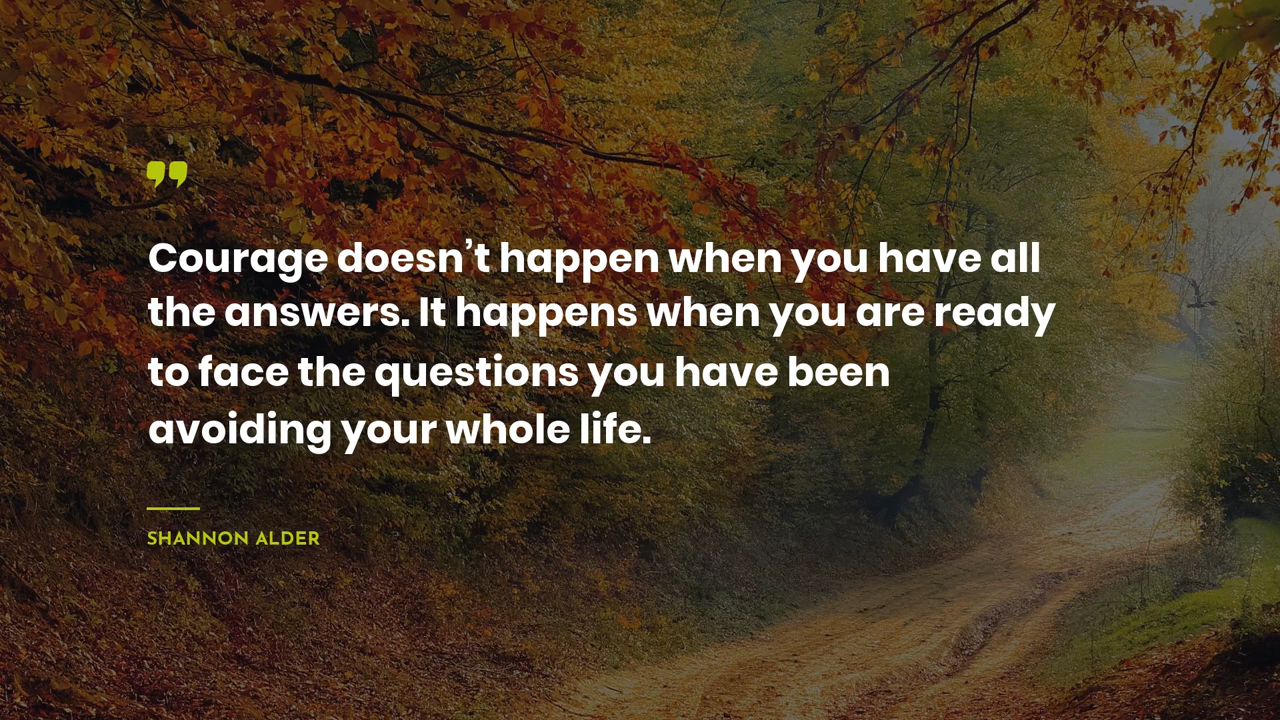 Courage doesn’t happen when you have all
the answers. It happens when you are ready
to face the questions you have been
avoiding your whole life.
SHANNON ALDER